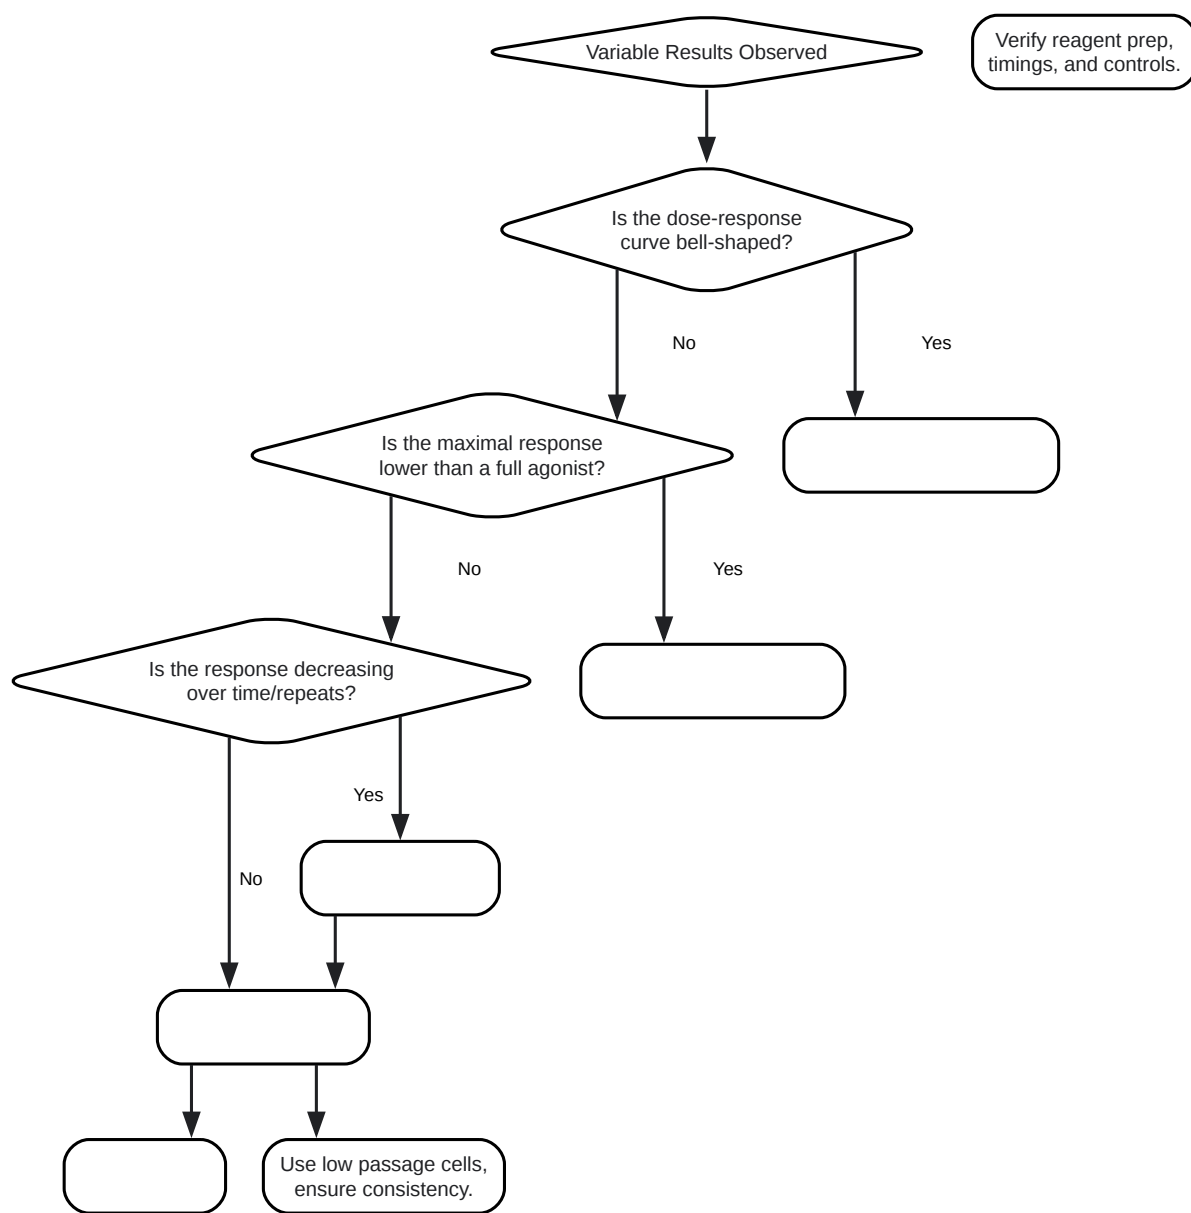 Variable Results Observed
Verify reagent prep,
timings, and controls.
Is the dose-response
curve bell-shaped?
No
Yes
Is the maximal response
lower than a full agonist?
No
Yes
Is the response decreasing
over time/repeats?
Yes
No
Use low passage cells,
ensure consistency.